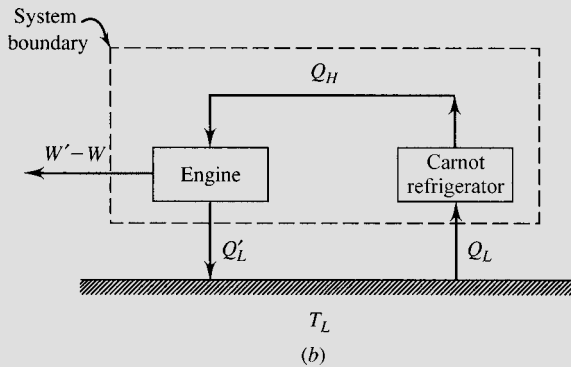 System
boundary
Q_H
W′ − W
Engine
Carnot
refrigerator
Q′_L
Q_L
T_L
(b)